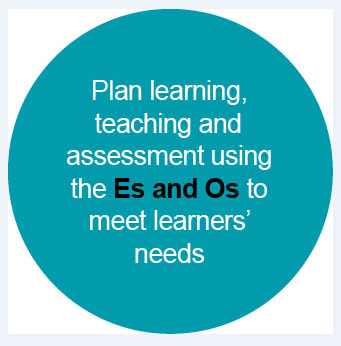 Plan learning,
teaching and
assessment using
the Es and Os to
meet learners’
needs